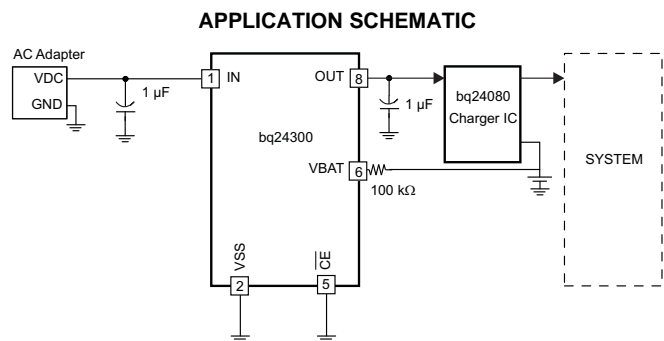 APPLICATION SCHEMATIC
AC Adapter
VDC
GND
1 μF
1
IN
OUT
8
1 μF
bq24080
Charger IC
bq24300
VBAT
6
100 kΩ
SYSTEM
VSS
2
CE
5